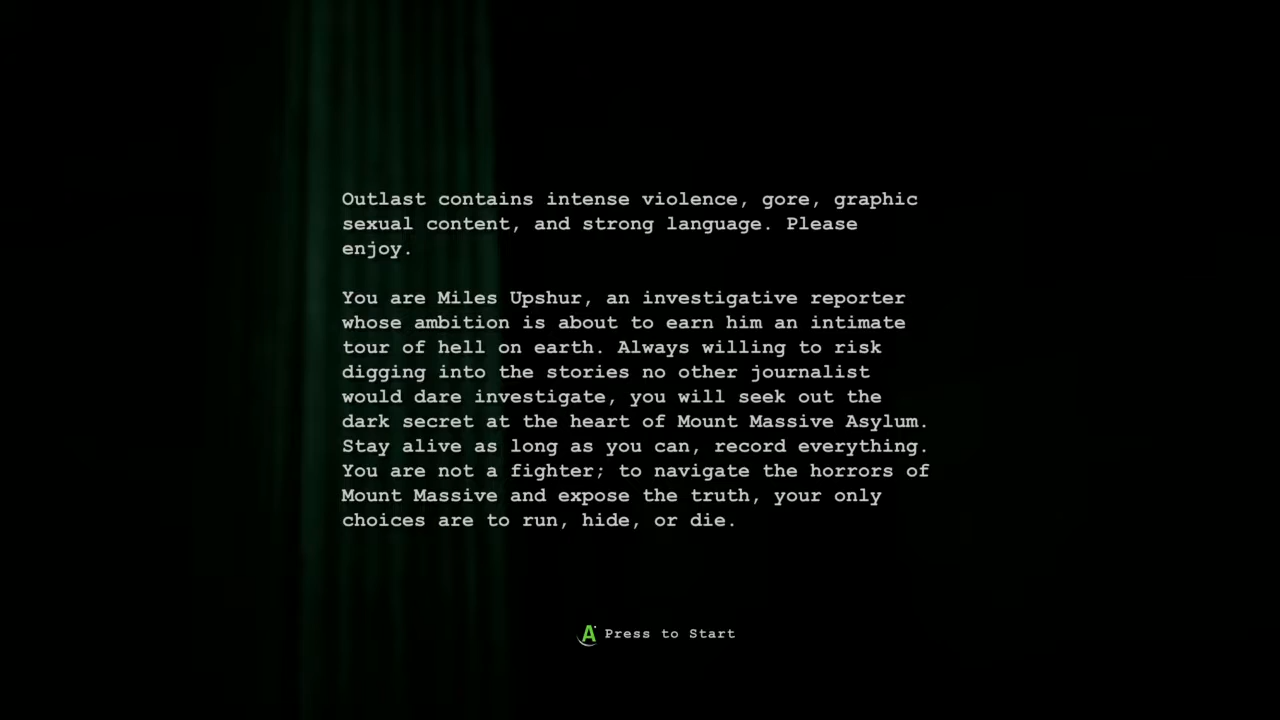 Outlast contains intense violence, gore, graphic
sexual content, and strong language. Please
enjoy.
You are Miles Upshur, an investigative reporter
whose ambition is about to earn him an intimate
tour of hell on earth. Always willing to risk
digging into the stories no other journalist
would dare investigate, you will seek out the
dark secret at the heart of Mount Massive Asylum.
Stay alive as long as you can, record everything.
You are not a fighter; to navigate the horrors of
Mount Massive and expose the truth, your only
choices are to run, hide, or die.
A Press to Start